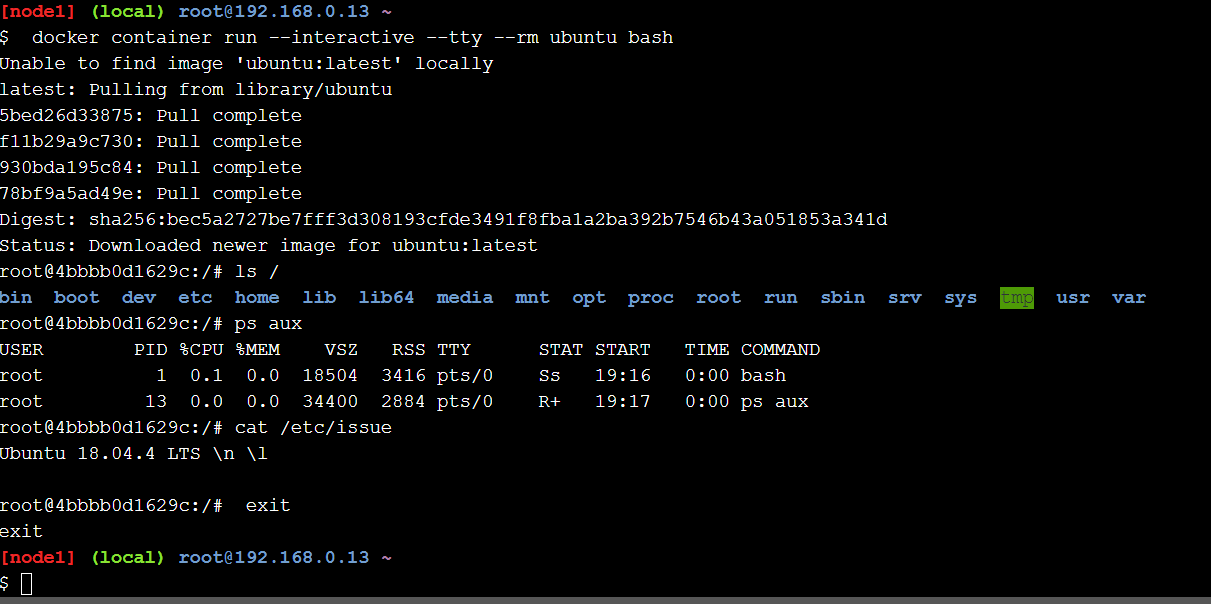 [node1] (local) root@192.168.0.13 ~
$  docker container run --interactive --tty --rm ubuntu bash
Unable to find image 'ubuntu:latest' locally
latest: Pulling from library/ubuntu
5bed26d33875: Pull complete
f11b29a9c730: Pull complete
930bda195c84: Pull complete
78bf9a5ad49e: Pull complete
Digest: sha256:bec5a2727be7fff3d308193cfde3491f8fba1a2ba392b7546b43a051853a341d
Status: Downloaded newer image for ubuntu:latest
root@4bbbb0d1629c:/# ls /
bin  boot  dev  etc  home  lib  lib64  media  mnt  opt  proc  root  run  sbin  srv  sys  tmp  usr  var
root@4bbbb0d1629c:/# ps aux
USER        PID %CPU %MEM    VSZ   RSS TTY      STAT START   TIME COMMAND
root          1  0.1  0.0  18504  3416 pts/0    Ss   19:16   0:00 bash
root         13  0.0  0.0  34400  2884 pts/0    R+   19:17   0:00 ps aux
root@4bbbb0d1629c:/# cat /etc/issue
Ubuntu 18.04.4 LTS \n \l
root@4bbbb0d1629c:/#  exit
exit
[node1] (local) root@192.168.0.13 ~
$